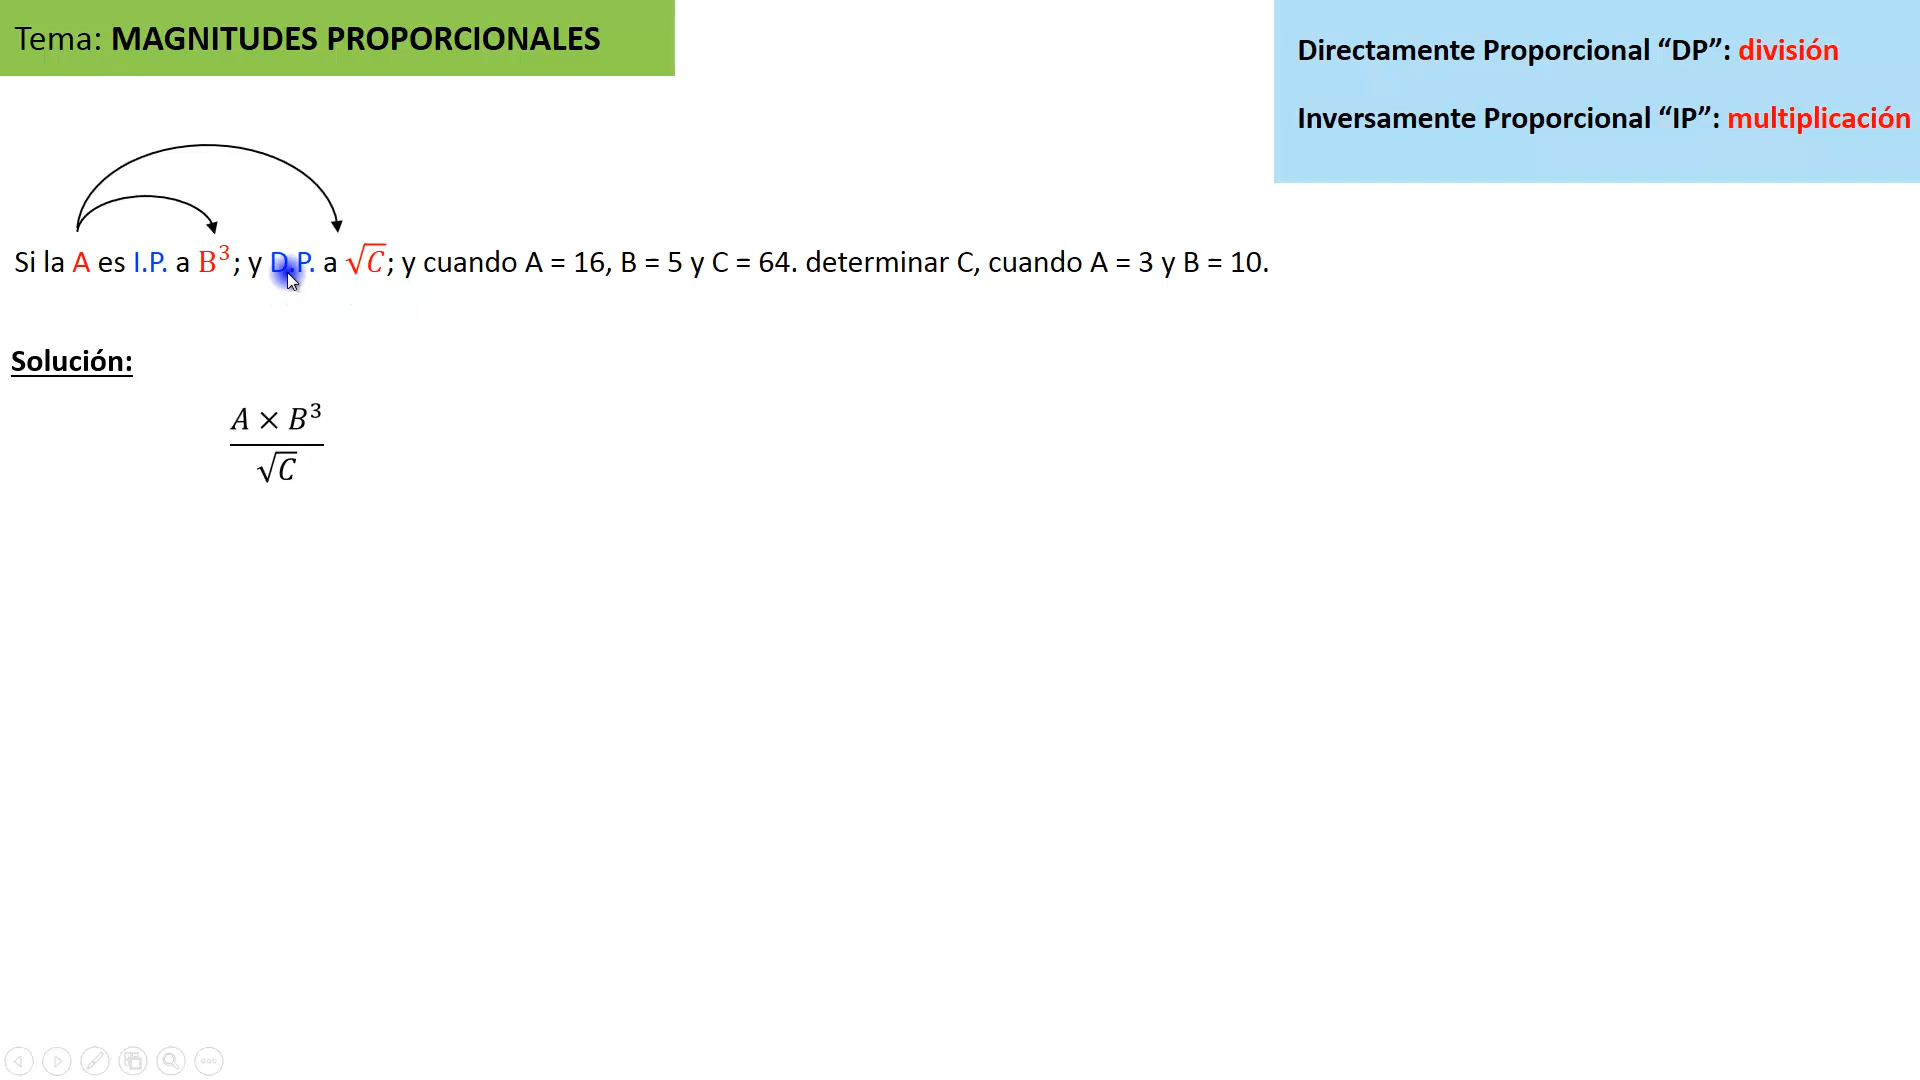 Tema: MAGNITUDES PROPORCIONALES
Directamente Proporcional “DP”: división
Inversamente Proporcional “IP”: multiplicación
Si la A es I.P. a B³; y D.P. a √C; y cuando A = 16, B = 5 y C = 64. determinar C, cuando A = 3 y B = 10.
Solución:
A × B³
√C